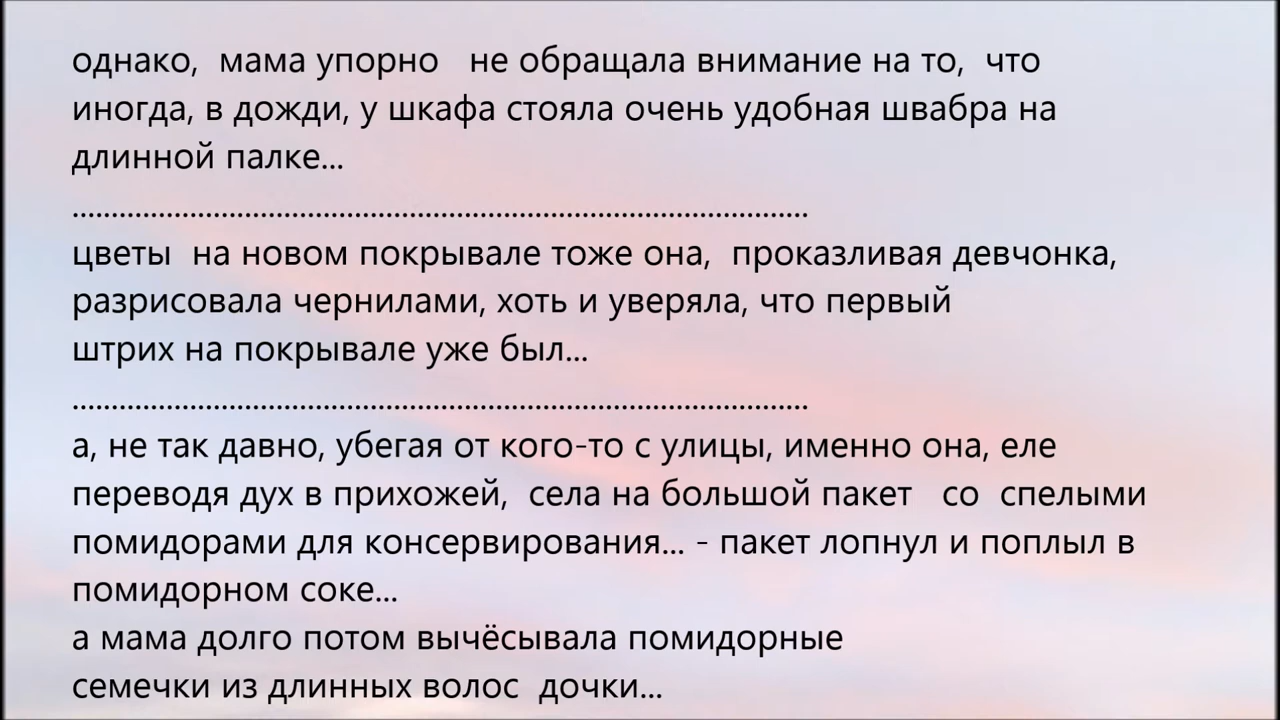 однако,  мама упорно   не обращала внимание на то,  что
иногда, в дожди, у шкафа стояла очень удобная швабра на
длинной палке...
................................................................................................
цветы  на новом покрывале тоже она,  проказливая девчонка,
разрисовала чернилами, хоть и уверяла, что первый
штрих на покрывале уже был...
................................................................................................
а, не так давно, убегая от кого-то с улицы, именно она, еле
переводя дух в прихожей,  села на большой пакет   со  спелыми
помидорами для консервирования... - пакет лопнул и поплыл в
помидорном соке...
а мама долго потом вычёсывала помидорные
семечки из длинных волос  дочки...